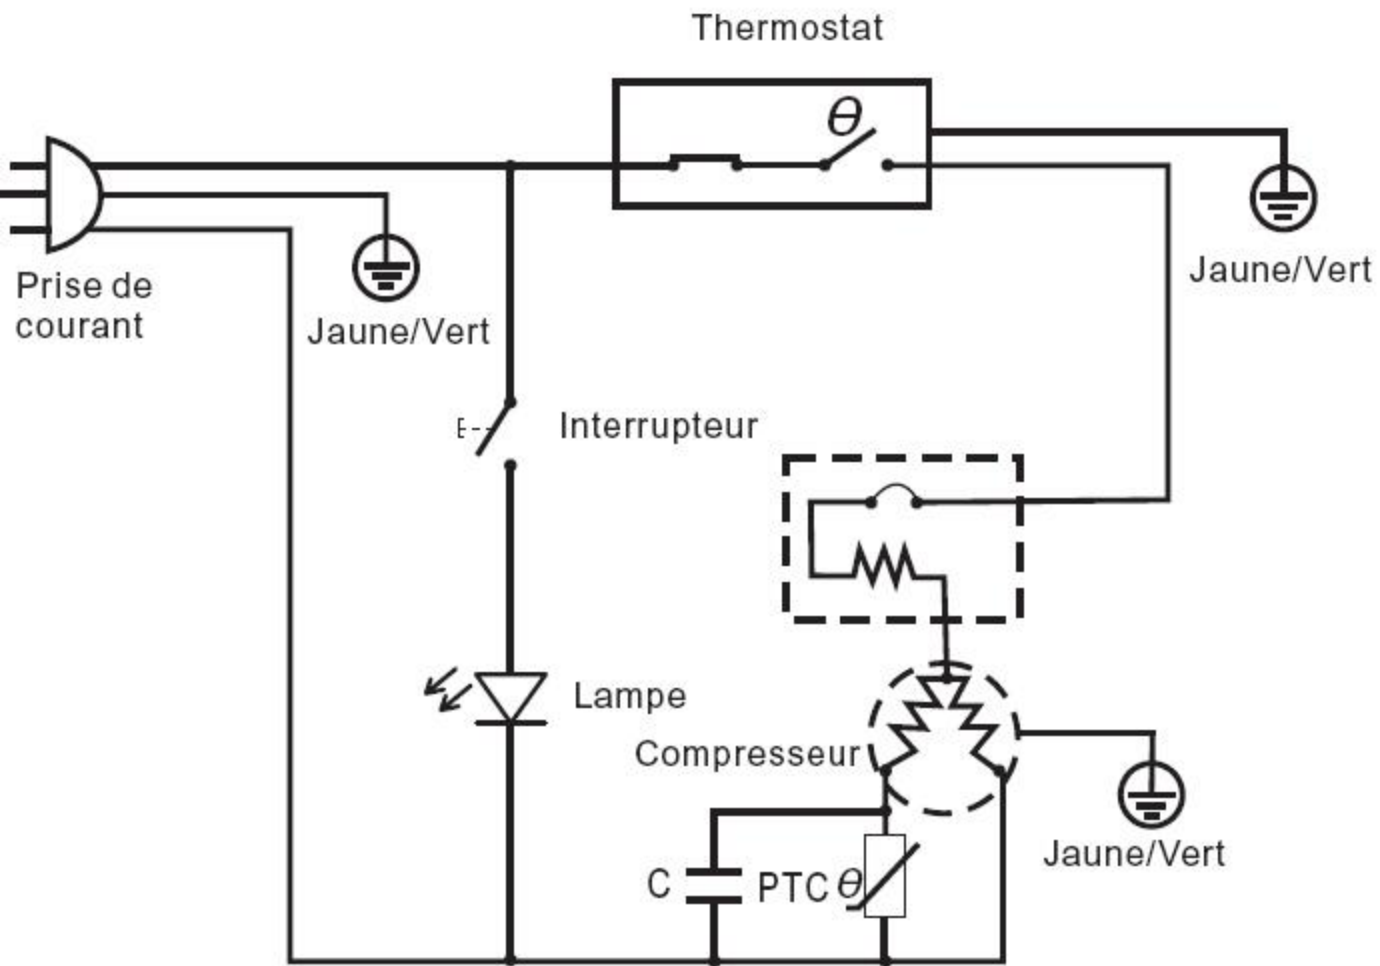 Thermostat
θ
Prise de
courant
Jaune/Vert
Jaune/Vert
Interrupteur
Lampe
Compresseur
Jaune/Vert
C
PTC θ